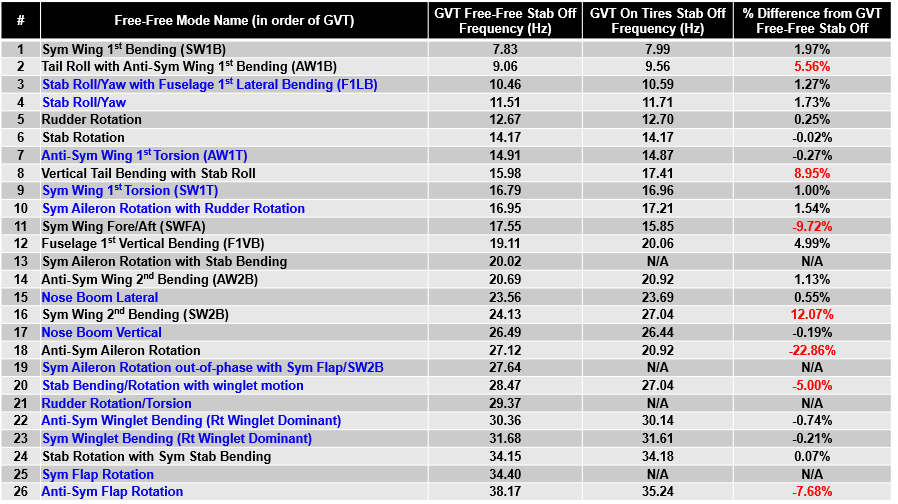 # Free-Free Mode Name (in order of GVT) GVT Free-Free Stab Off Frequency (Hz) GVT On Tires Stab Off Frequency (Hz) % Difference from GVT Free-Free Stab Off
1 Sym Wing 1st Bending (SW1B) 7.83 7.99 1.97%
2 Tail Roll with Anti-Sym Wing 1st Bending (AW1B) 9.06 9.56 5.56%
3 Stab Roll/Yaw with Fuselage 1st Lateral Bending (F1LB) 10.46 10.59 1.27%
4 Stab Roll/Yaw 11.51 11.71 1.73%
5 Rudder Rotation 12.67 12.70 0.25%
6 Stab Rotation 14.17 14.17 -0.02%
7 Anti-Sym Wing 1st Torsion (AW1T) 14.91 14.87 -0.27%
8 Vertical Tail Bending with Stab Roll 15.98 17.41 8.95%
9 Sym Wing 1st Torsion (SW1T) 16.79 16.96 1.00%
10 Sym Aileron Rotation with Rudder Rotation 16.95 17.21 1.54%
11 Sym Wing Fore/Aft (SWFA) 17.55 15.85 -9.72%
12 Fuselage 1st Vertical Bending (F1VB) 19.11 20.06 4.99%
13 Sym Aileron Rotation with Stab Bending 20.02 N/A N/A
14 Anti-Sym Wing 2nd Bending (AW2B) 20.69 20.92 1.13%
15 Nose Boom Lateral 23.56 23.69 0.55%
16 Sym Wing 2nd Bending (SW2B) 24.13 27.04 12.07%
17 Nose Boom Vertical 26.49 26.44 -0.19%
18 Anti-Sym Aileron Rotation 27.12 20.92 -22.86%
19 Sym Aileron Rotation out-of-phase with Sym Flap/SW2B 27.64 N/A N/A
20 Stab Bending/Rotation with winglet motion 28.47 27.04 -5.00%
21 Rudder Rotation/Torsion 29.37 N/A N/A
22 Anti-Sym Winglet Bending (Rt Winglet Dominant) 30.36 30.14 -0.74%
23 Sym Winglet Bending (Rt Winglet Dominant) 31.68 31.61 -0.21%
24 Stab Rotation with Sym Stab Bending 34.15 34.18 0.07%
25 Sym Flap Rotation 34.40 N/A N/A
26 Anti-Sym Flap Rotation 38.17 35.24 -7.68%